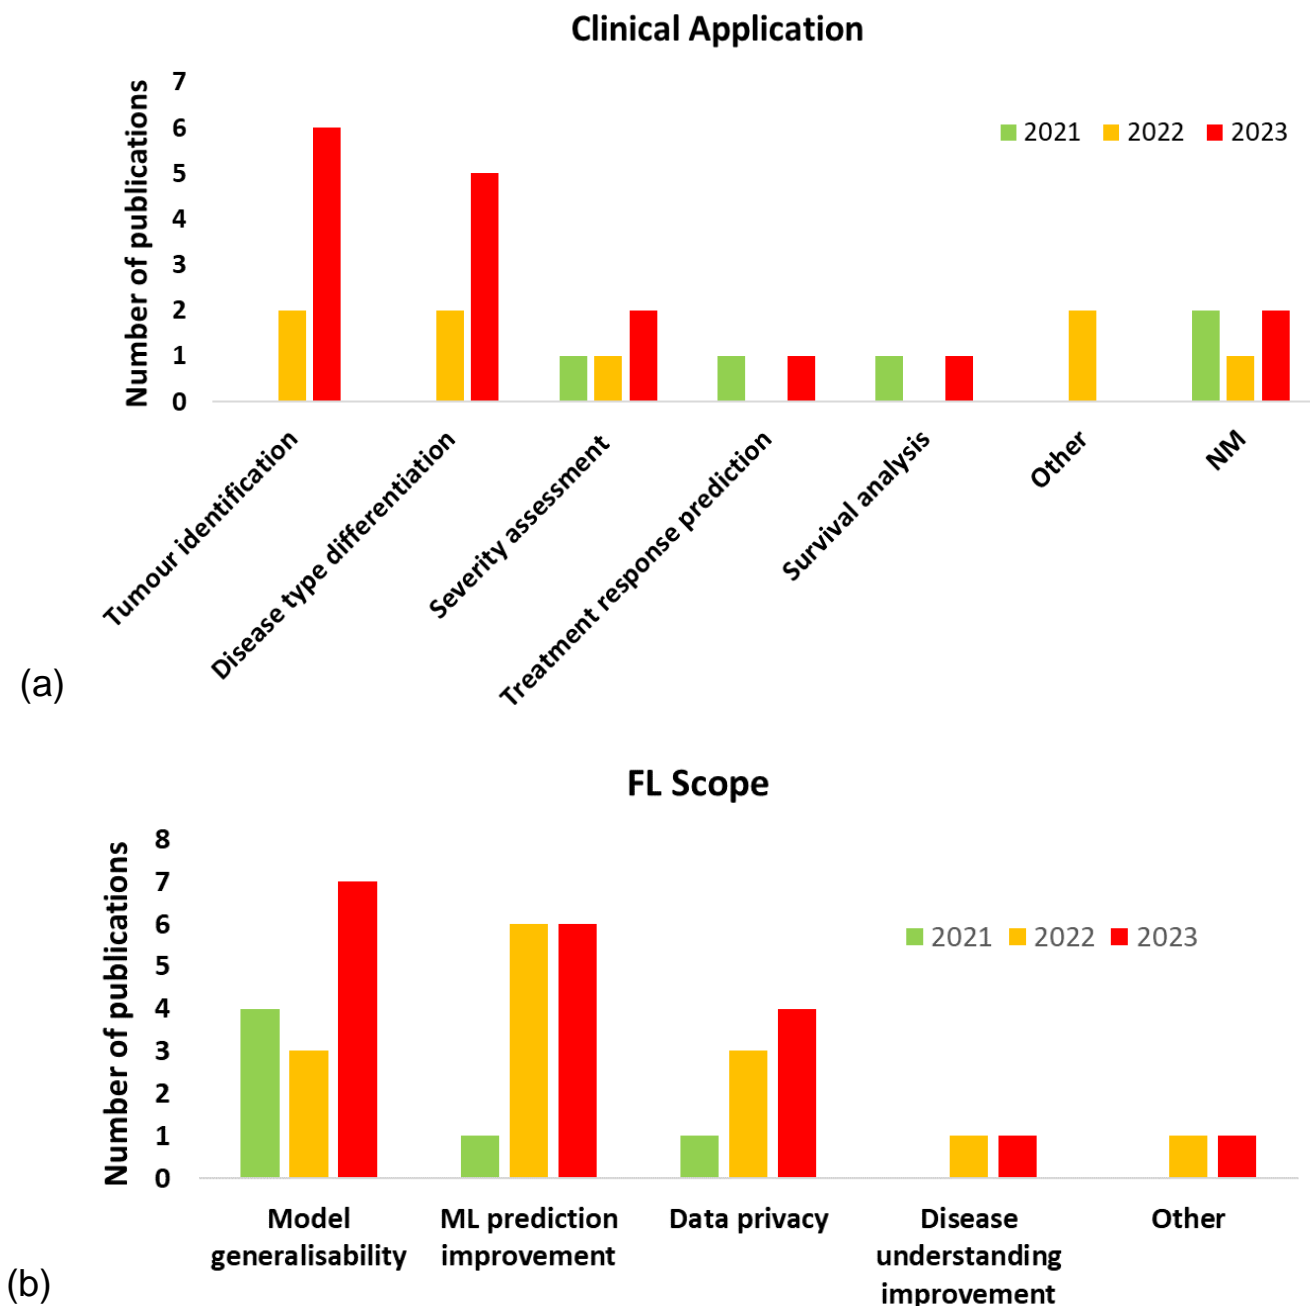 Clinical Application
Number of publications
7
6
5
4
3
2
1
0
2021 2022 2023
Tumour identification
Disease type differentiation
Severity assessment
Treatment response prediction
Survival analysis
Other
NM
(a)
FL Scope
Number of publications
8
7
6
5
4
3
2
1
0
2021 2022 2023
Model
generalisability
ML prediction
improvement
Data privacy
Disease
understanding
improvement
Other
(b)